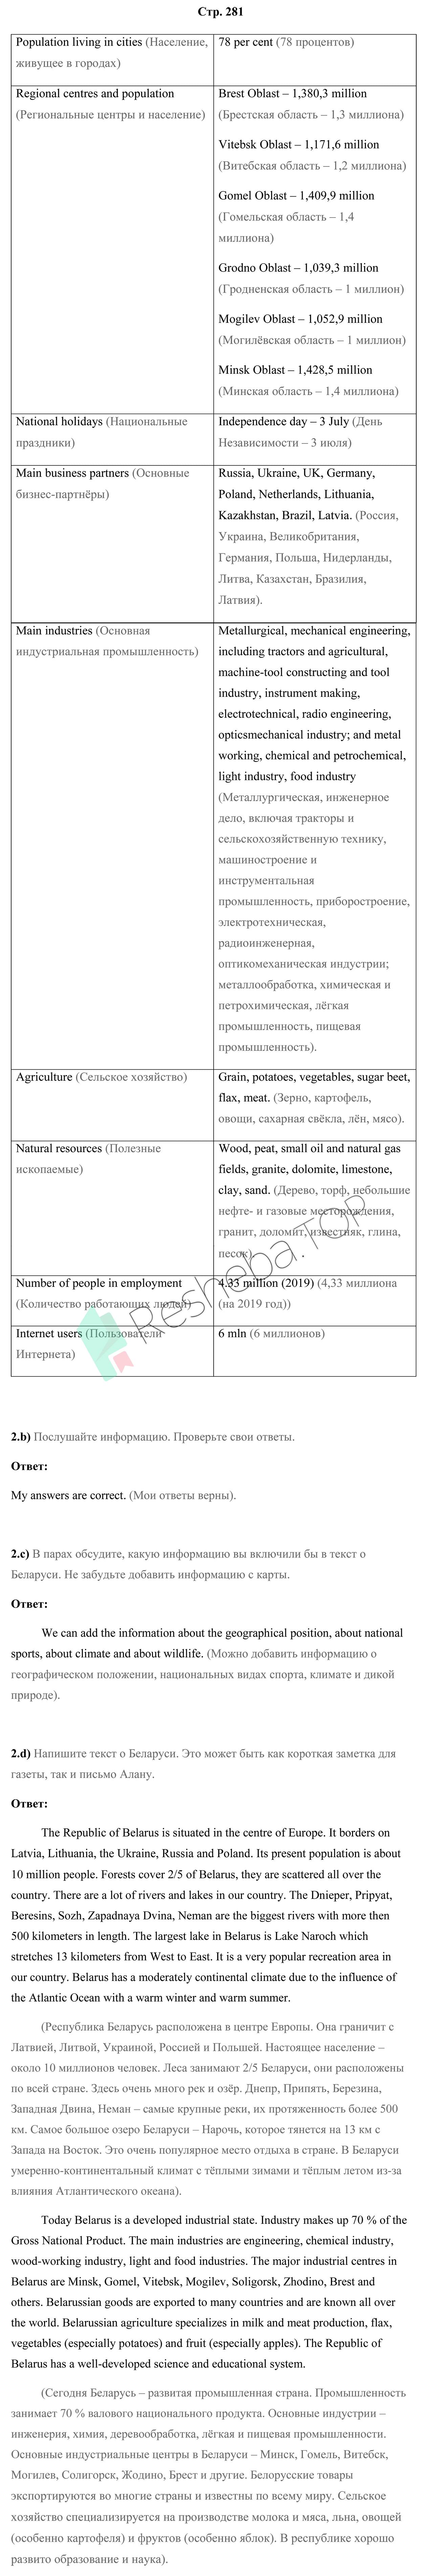 Стр. 281
Population living in cities (Население,
живущее в городах)
78 per cent (78 процентов)
Regional centres and population
(Региональные центры и население)
Brest Oblast – 1,380,3 million
(Брестская область – 1,3 миллиона)
Vitebsk Oblast – 1,171,6 million
(Витебская область – 1,2 миллиона)
Gomel Oblast – 1,409,9 million
(Гомельская область – 1,4
миллиона)
Grodno Oblast – 1,039,3 million
(Гродненская область – 1 миллион)
Mogilev Oblast – 1,052,9 million
(Могилёвская область – 1 миллион)
Minsk Oblast – 1,428,5 million
(Минская область – 1,4 миллиона)
National holidays (Национальные
праздники)
Independence day – 3 July (День
Независимости – 3 июля)
Main business partners (Основные
бизнес-партнёры)
Russia, Ukraine, UK, Germany,
Poland, Netherlands, Lithuania,
Kazakhstan, Brazil, Latvia. (Россия,
Украина, Великобритания,
Германия, Польша, Нидерланды,
Литва, Казахстан, Бразилия,
Латвия).
Main industries (Основная
индустриальная промышленность)
Metallurgical, mechanical engineering,
including tractors and agricultural,
machine-tool constructing and tool
industry, instrument making,
electrotechnical, radio engineering,
opticsmechanical industry; and metal
working, chemical and petrochemical,
light industry, food industry
(Металлургическая, инженерное
дело, включая тракторы и
сельскохозяйственную технику,
машиностроение и
инструментальная
промышленность, приборостроение,
электротехническая,
радиоинженерная,
оптикомеханическая индустрии;
металлообработка, химическая и
петрохимическая, лёгкая
промышленность, пищевая
промышленность).
Agriculture (Сельское хозяйство)
Grain, potatoes, vegetables, sugar beet,
flax, meat. (Зерно, картофель,
овощи, сахарная свёкла, лён, мясо).
Natural resources (Полезные
ископаемые)
Wood, peat, small oil and natural gas
fields, granite, dolomite, limestone,
clay, sand. (Дерево, торф, небольшие
нефте- и газовые месторождения,
гранит, доломит, известняк, глина,
песок). .
Number of people in employment
(Количество работающих людей)
4.33 million (2019) (4,33 миллиона
(на 2019 год))
Internet users (Пользователи
Интернета)
6 mln (6 миллионов)
Resheba TOP
2.b) Послушайте информацию. Проверьте свои ответы.
Ответ:
My answers are correct. (Мои ответы верны).
2.c) В парах обсудите, какую информацию вы включили бы в текст о
Беларуси. Не забудьте добавить информацию с карты.
Ответ:
We can add the information about the geographical position, about national
sports, about climate and about wildlife. (Можно добавить информацию о
географическом положении, национальных видах спорта, климате и дикой
природе).
2.d) Напишите текст о Беларуси. Это может быть как короткая заметка для
газеты, так и письмо Алану.
Ответ:
The Republic of Belarus is situated in the centre of Europe. It borders on
Latvia, Lithuania, the Ukraine, Russia and Poland. Its present population is about
10 million people. Forests cover 2/5 of Belarus, they are scattered all over the
country. There are a lot of rivers and lakes in our country. The Dnieper, Pripyat,
Beresins, Sozh, Zapadnaya Dvina, Neman are the biggest rivers with more then
500 kilometers in length. The largest lake in Belarus is Lake Naroch which
stretches 13 kilometers from West to East. It is a very popular recreation area in
our country. Belarus has a moderately continental climate due to the influence of
the Atlantic Ocean with a warm winter and warm summer.
(Республика Беларусь расположена в центре Европы. Она граничит с
Латвией, Литвой, Украиной, Россией и Польшей. Настоящее население –
около 10 миллионов человек. Леса занимают 2/5 Беларуси, они расположены
по всей стране. Здесь очень много рек и озёр. Днепр, Припять, Березина,
Западная Двина, Неман – самые крупные реки, их протяженность более 500
км. Самое большое озеро Беларуси – Нарочь, которое тянется на 13 км с
Запада на Восток. Это очень популярное место отдыха в стране. В Беларуси
умеренно-континентальный климат с тёплыми зимами и тёплым летом из-за
влияния Атлантического океана).
Today Belarus is a developed industrial state. Industry makes up 70 % of the
Gross National Product. The main industries are engineering, chemical industry,
wood-working industry, light and food industries. The major industrial centres in
Belarus are Minsk, Gomel, Vitebsk, Mogilev, Soligorsk, Zhodino, Brest and
others. Belarussian goods are exported to many countries and are known all over
the world. Belarussian agriculture specializes in milk and meat production, flax,
vegetables (especially potatoes) and fruit (especially apples). The Republic of
Belarus has a well-developed science and educational system.
(Сегодня Беларусь – развитая промышленная страна. Промышленность
занимает 70 % валового национального продукта. Основные индустрии –
инженерия, химия, деревообработка, лёгкая и пищевая промышленности.
Основные индустриальные центры в Беларуси – Минск, Гомель, Витебск,
Могилев, Солигорск, Жодино, Брест и другие. Белорусские товары
экспортируются во многие страны и известны по всему миру. Сельское
хозяйство специализируется на производстве молока и мяса, льна, овощей
(особенно картофеля) и фруктов (особенно яблок). В республике хорошо
развито образование и наука).